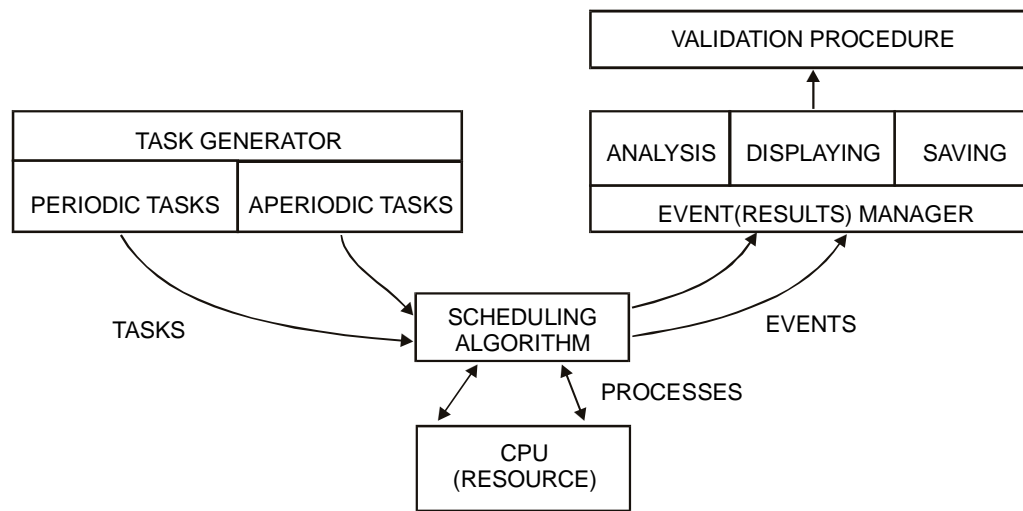 VALIDATION PROCEDURE
TASK GENERATOR
PERIODIC TASKS
APERIODIC TASKS
ANALYSIS
DISPLAYING
SAVING
EVENT(RESULTS) MANAGER
TASKS
SCHEDULING
ALGORITHM
EVENTS
PROCESSES
CPU
(RESOURCE)